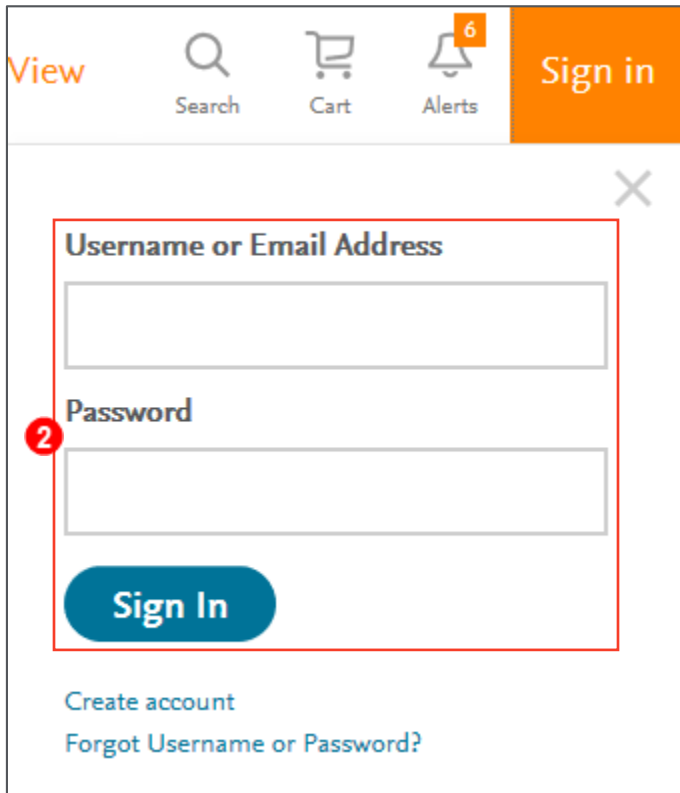 View
6
Search
Cart
Alerts
Sign in
Username or Email Address
Password
2
Sign In
Create account
Forgot Username or Password?